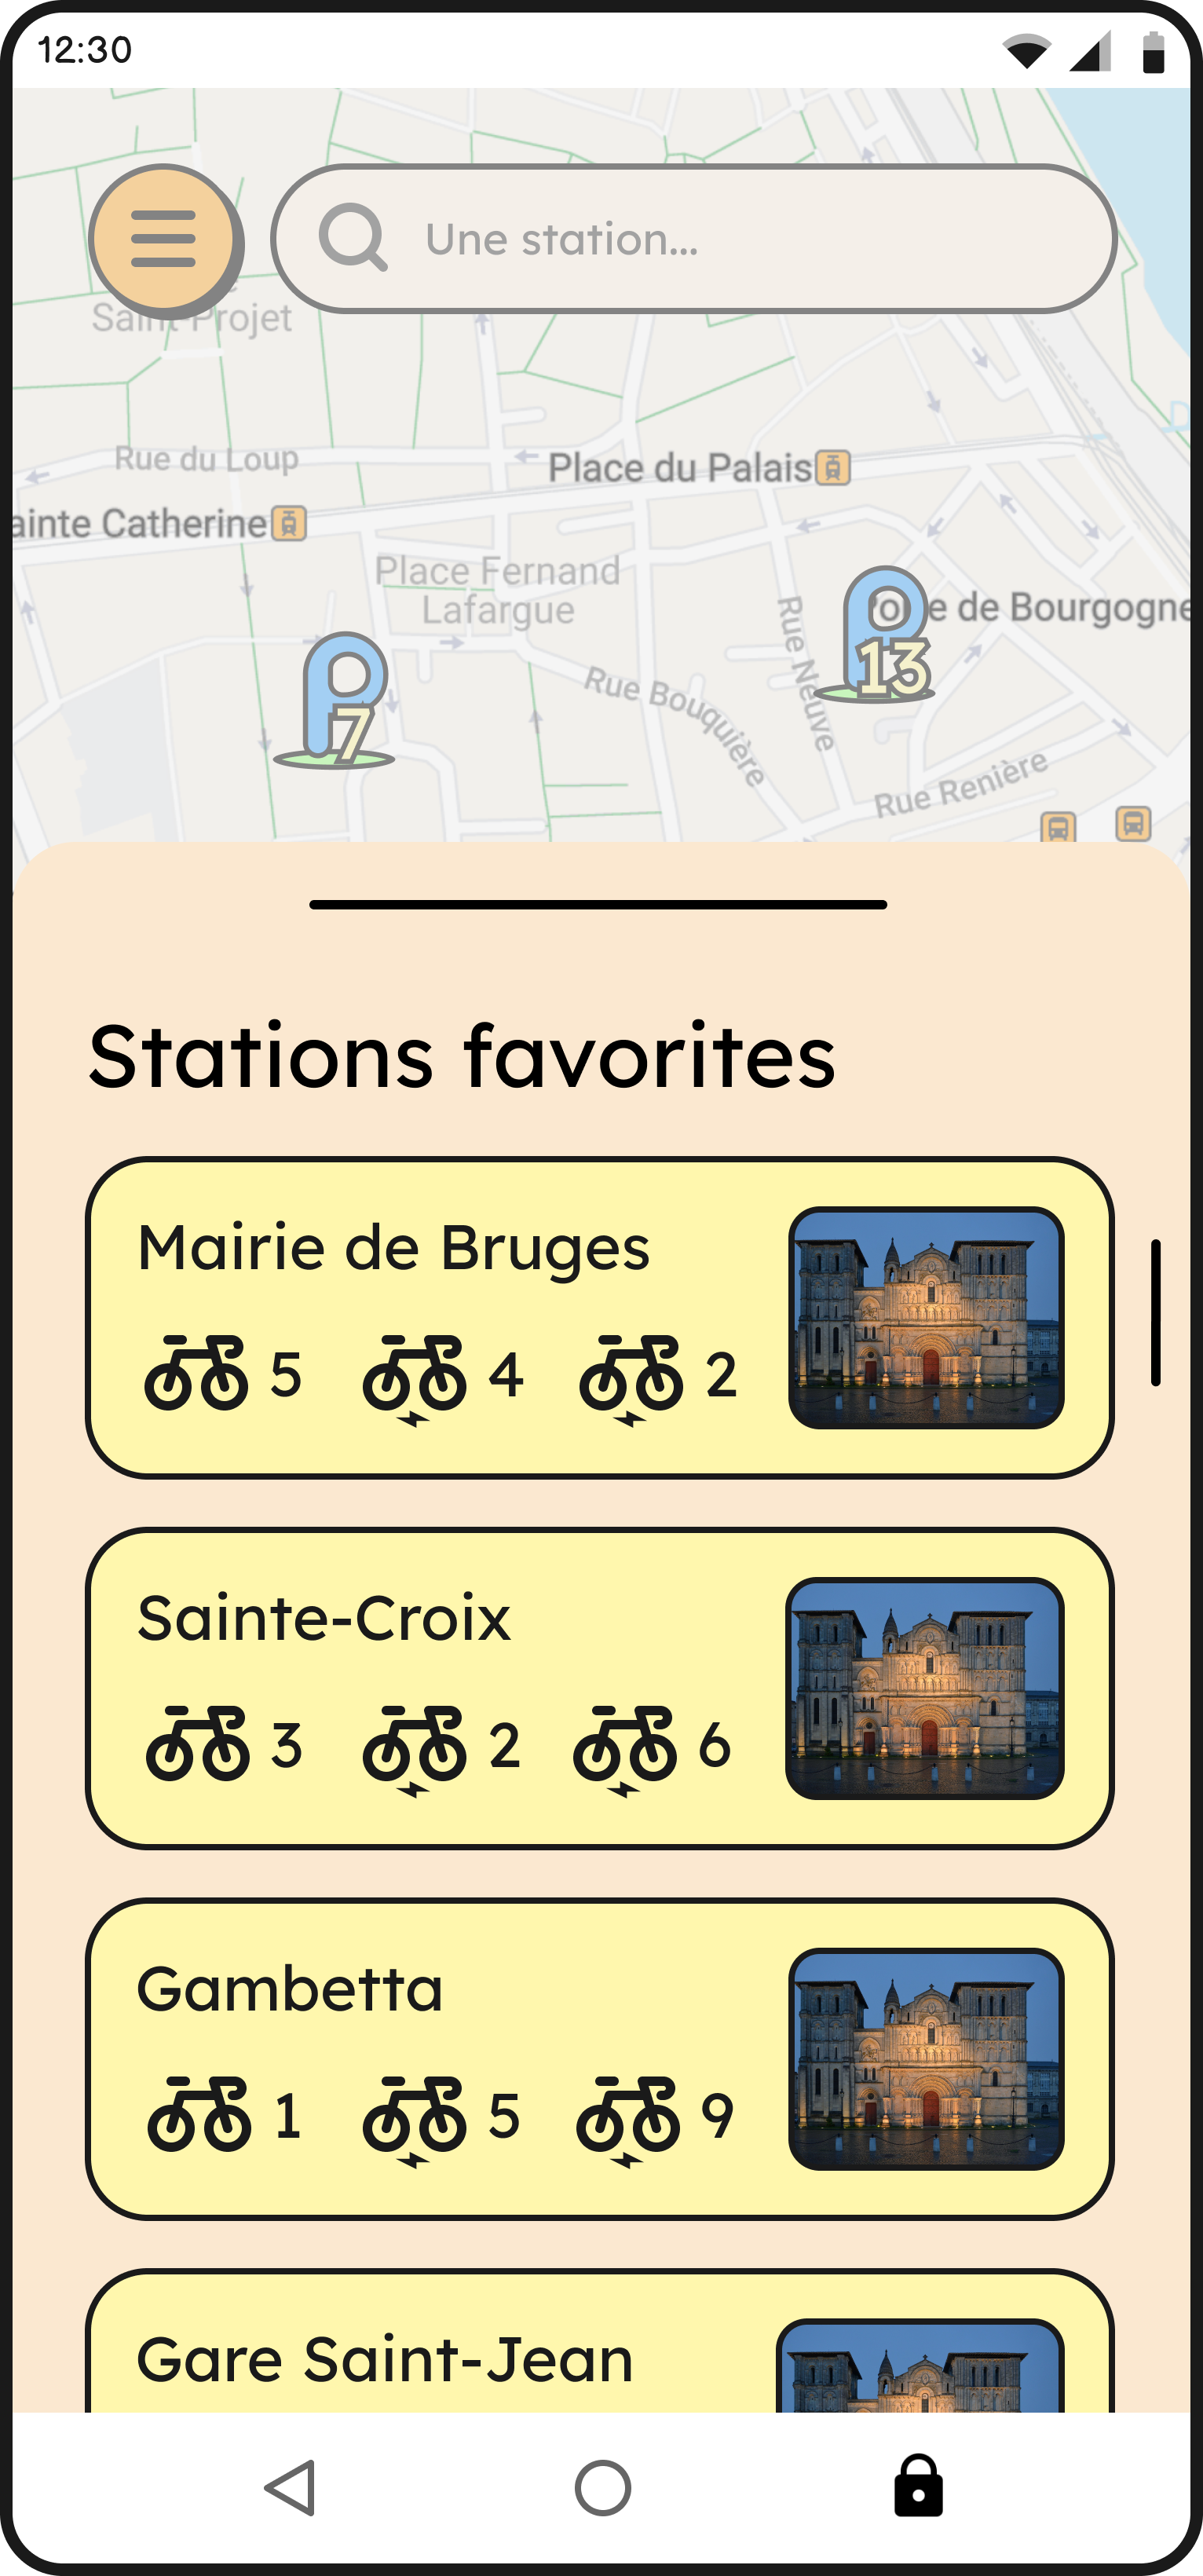 12:30
Une station...
Saint-Projet
Rue du Loup
Place du Palais
ainte Catherine
Place Fernand
Lafargue
de Bourgogne
13
Rue Neuve
7
Rue Bouquière
Rue Renière
Stations favorites
Mairie de Bruges
5 4 2
Sainte-Croix
3 2 6
Gambetta
1 5 9
Gare Saint-Jean